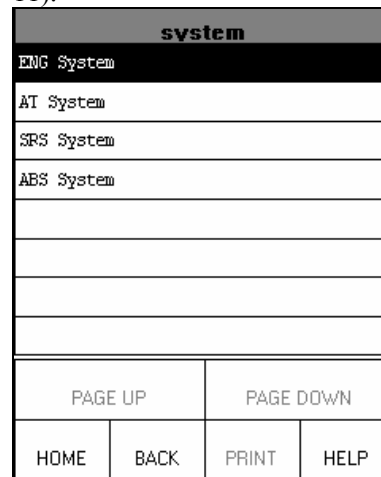 system
ENG System
AT System
SRS System
ABS System
PAGE UP PAGE DOWN
HOME BACK PRINT HELP